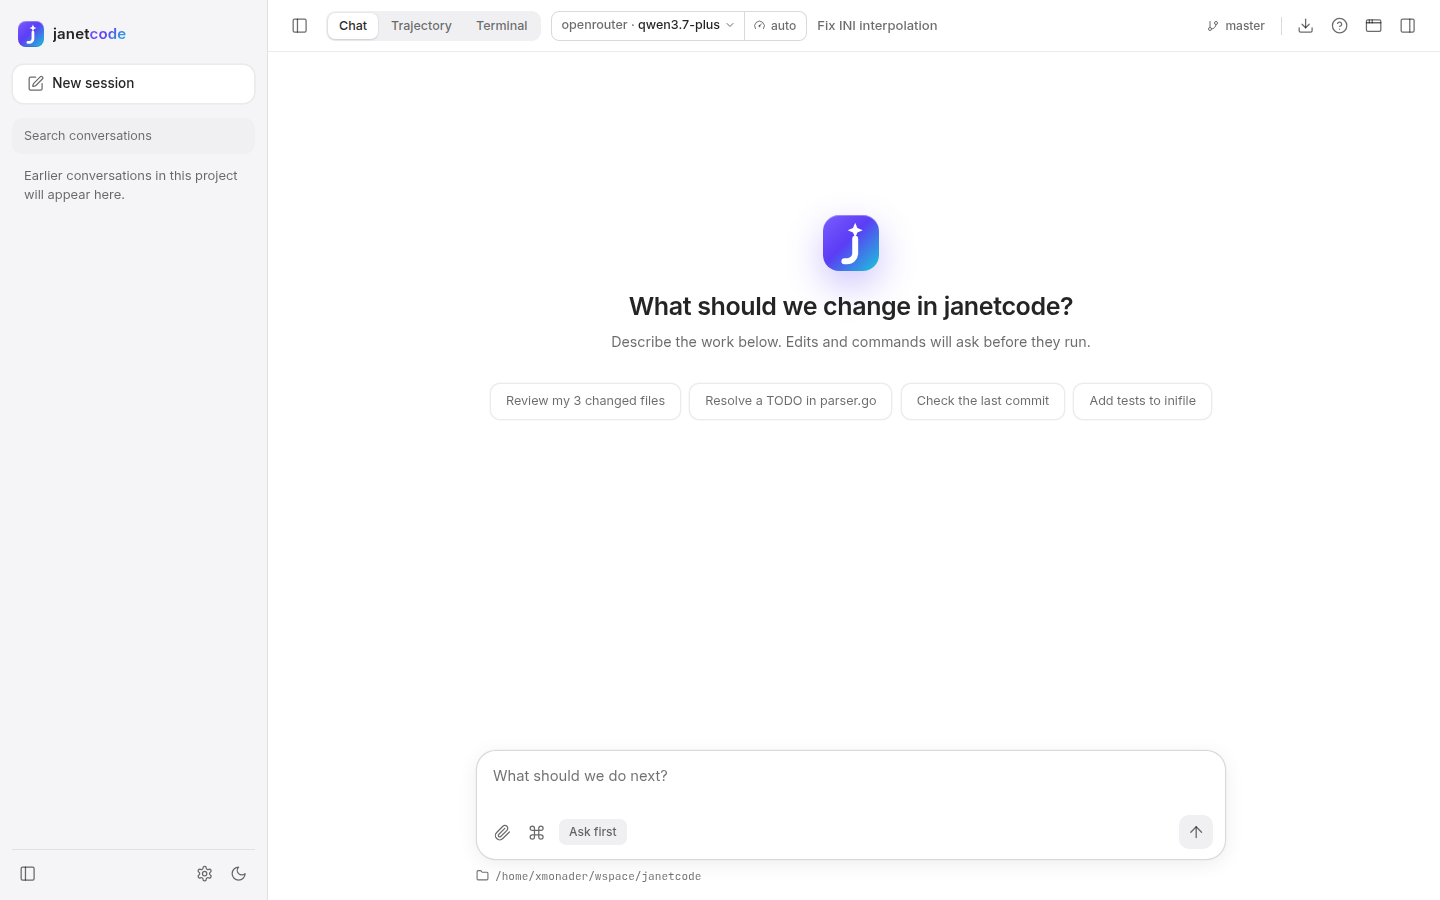 janetcode
New session
Search conversations
Earlier conversations in this project
will appear here.
Chat
Trajectory
Terminal
openrouter · qwen3.7-plus
auto
Fix INI interpolation
master
What should we change in janetcode?
Describe the work below. Edits and commands will ask before they run.
Review my 3 changed files
Resolve a TODO in parser.go
Check the last commit
Add tests to inifile
What should we do next?
Ask first
/home/xmonader/wspace/janetcode